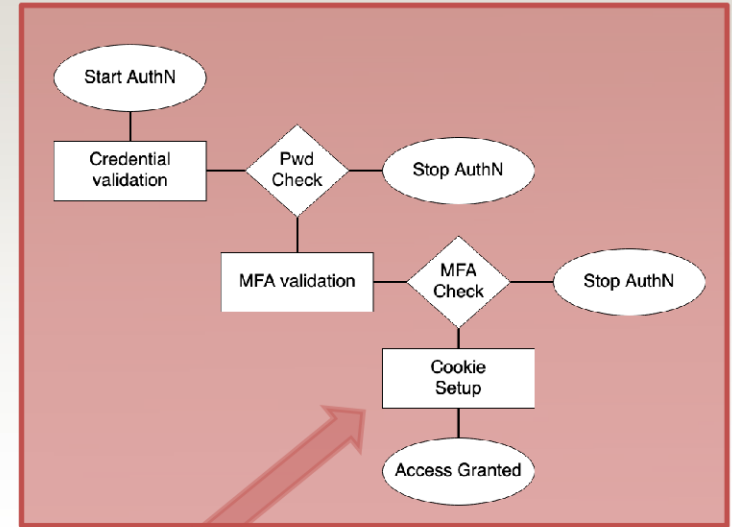 Start AuthN
Credential
validation
Pwd
Check
Stop AuthN
MFA validation
MFA
Check
Stop AuthN
Cookie
Setup
Access Granted